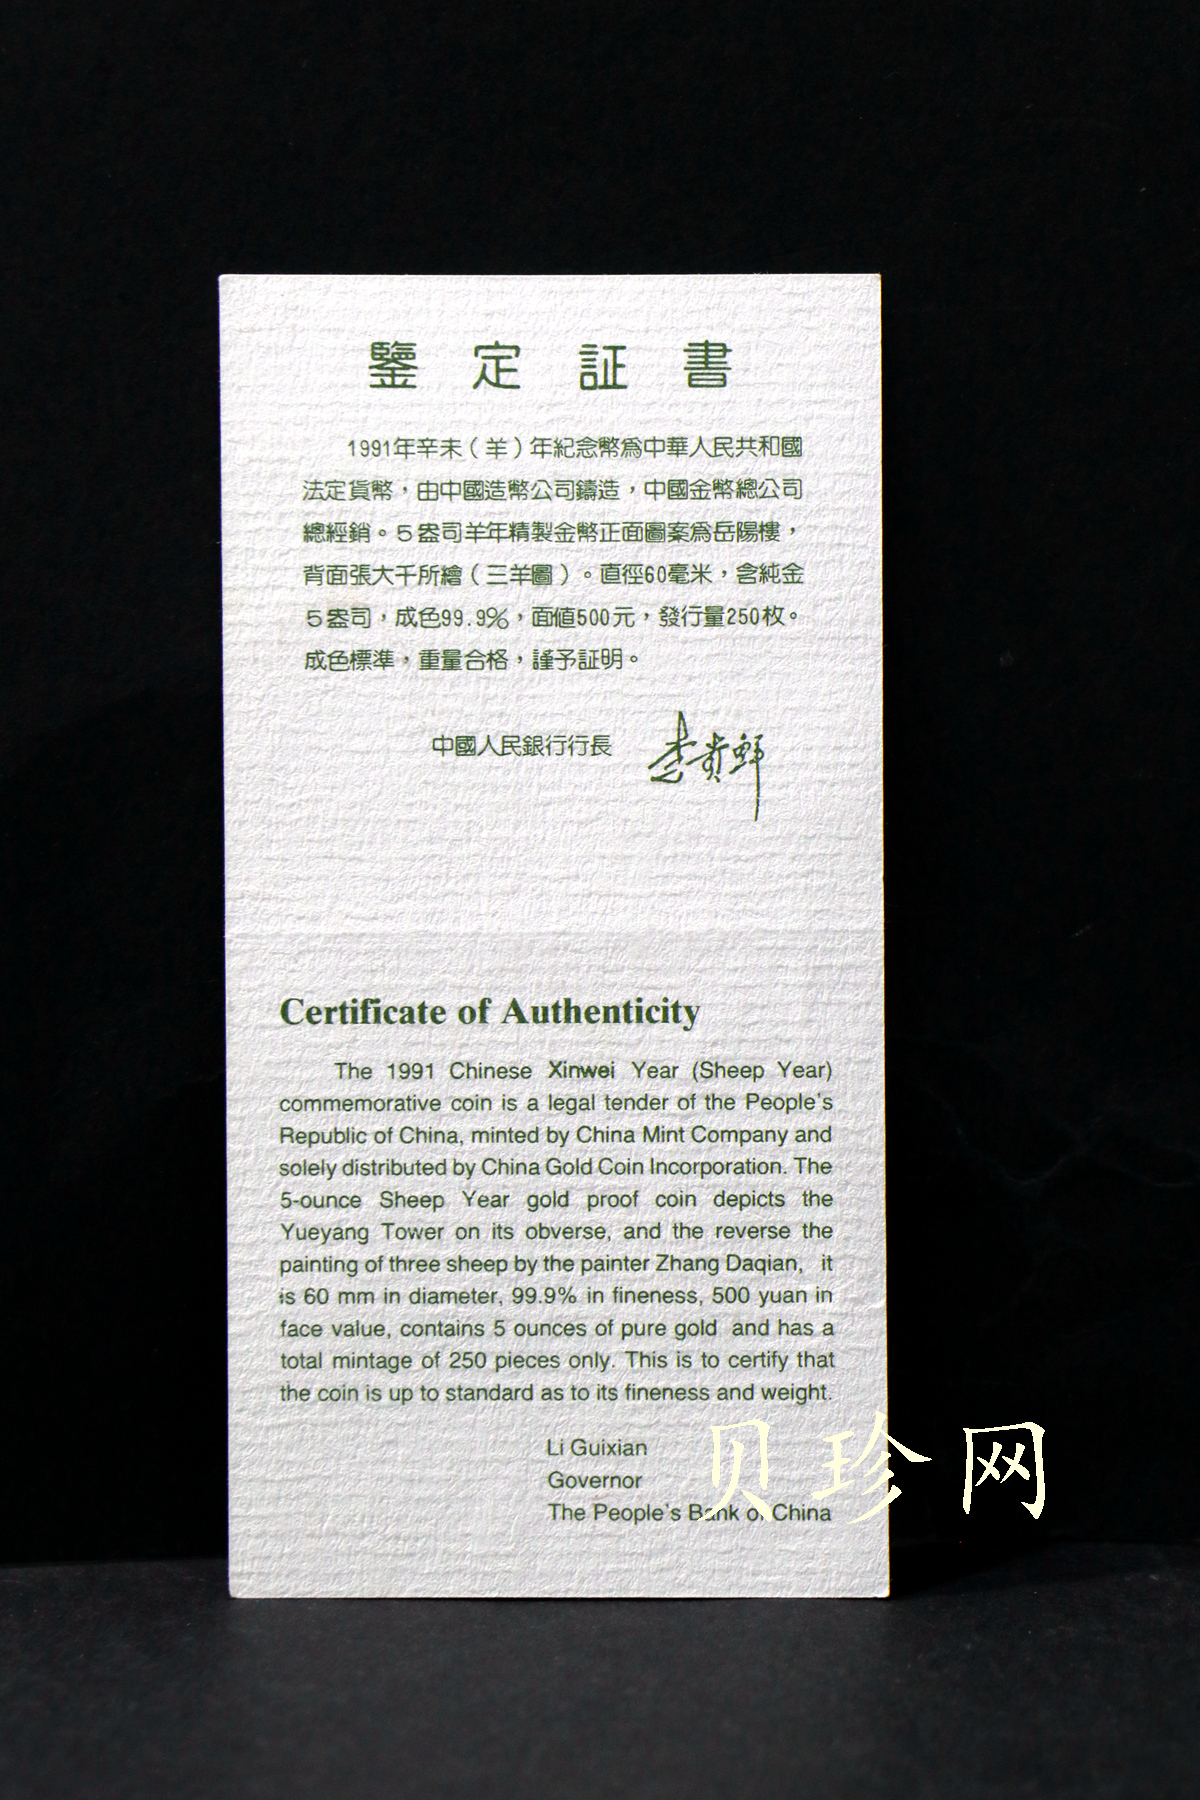 鑒定証書
1991年辛未（羊）年紀念幣爲中華人民共和國
法定貨幣，由中國造幣公司鑄造，中國金幣總公司
總經銷。5盎司羊年精製金幣正面圖案爲岳陽樓，
背面張大千所繪（三羊圖）。直徑60毫米，含純金
5盎司，成色99.9%，面值500元，發行量250枚。
成色標準，重量合格，謹予証明。
中國人民銀行行長 李贵鲜
Certificate of Authenticity
The 1991 Chinese Xinwei Year (Sheep Year)
commemorative coin is a legal tender of the People's
Republic of China, minted by China Mint Company and
solely distributed by China Gold Coin Incorporation. The
5-ounce Sheep Year gold proof coin depicts the
Yueyang Tower on its obverse, and the reverse the
painting of three sheep by the painter Zhang Daqian, it
is 60 mm in diameter, 99.9% in fineness, 500 yuan in
face value, contains 5 ounces of pure gold and has a
total mintage of 250 pieces only. This is to certify that
the coin is up to standard as to its fineness and weight.
Li Guixian
Governor
The People's Bank of China
贝珍网